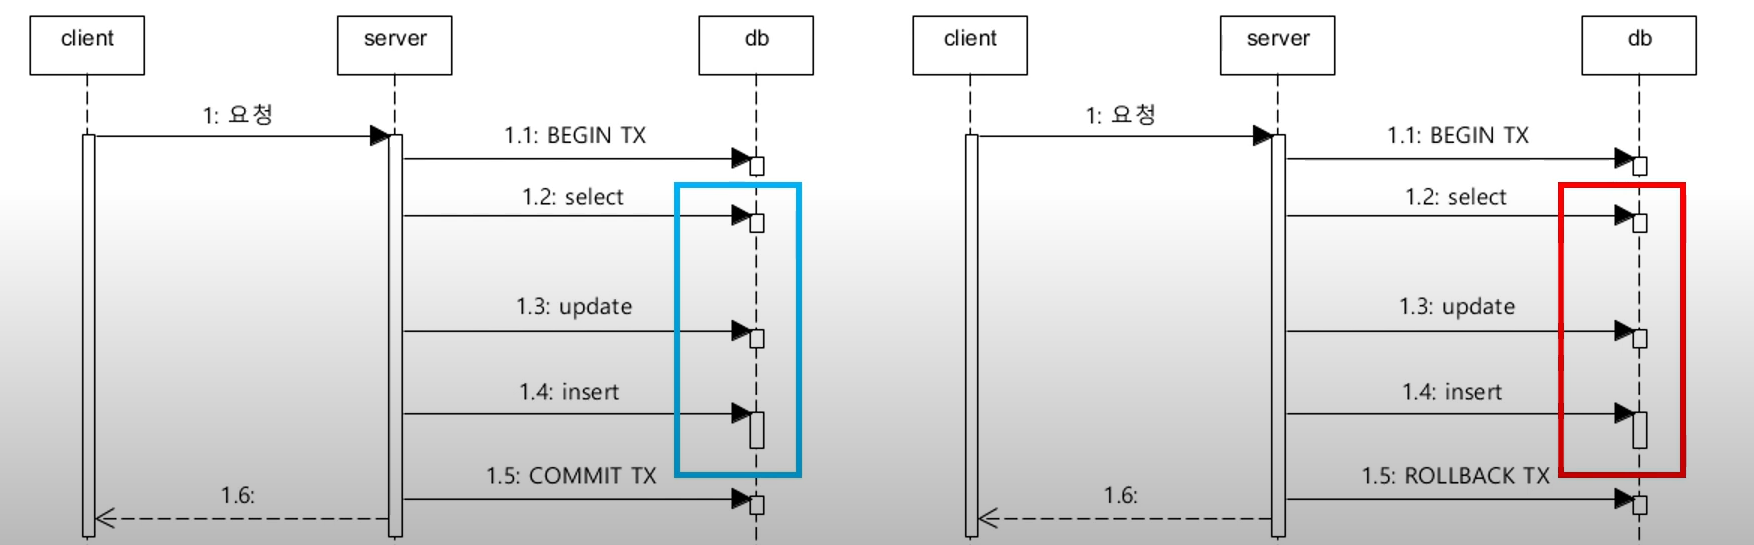 client
server
db
1: 요청
1.1: BEGIN TX
1.2: select
1.3: update
1.4: insert
1.5: COMMIT TX
1.6:
client
server
db
1: 요청
1.1: BEGIN TX
1.2: select
1.3: update
1.4: insert
1.5: ROLLBACK TX
1.6: